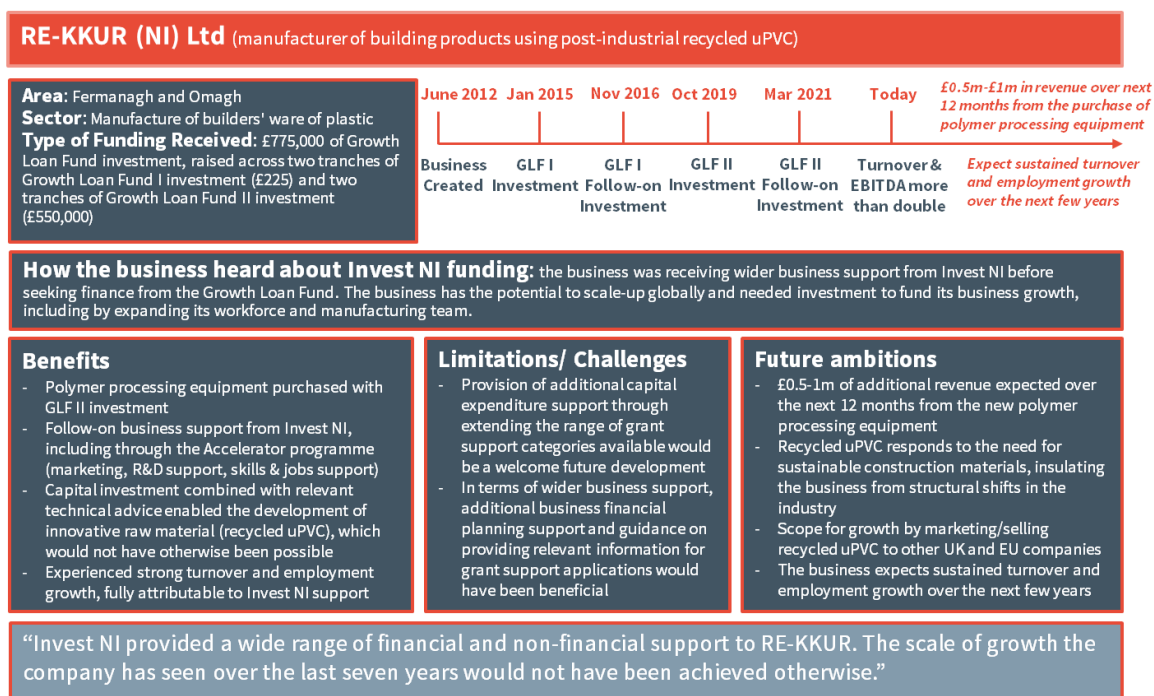 RE-KKUR (NI) Ltd (manufacturer of building products using post-industrial recycled uPVC)
Area: Fermanagh and Omagh
Sector: Manufacture of builders' ware of plastic
Type of Funding Received: £775,000 of Growth
Loan Fund investment, raised across two tranches of
Growth Loan Fund I investment (£225) and two
tranches of Growth Loan Fund II investment
(£550,000)
June 2012
Jan 2015
Nov 2016
Oct 2019
Mar 2021
Today
£0.5m-£1m in revenue over next
12 months from the purchase of
polymer processing equipment
Business
Created
GLF I
Investment
GLF I
Follow-on
Investment
GLF II
Investment
GLF II
Follow-on
Investment
Turnover &
EBITDA more
than double
Expect sustained turnover
and employment growth
over the next few years
How the business heard about Invest NI funding: the business was receiving wider business support from Invest NI before
seeking finance from the Growth Loan Fund. The business has the potential to scale-up globally and needed investment to fund its business growth,
including by expanding its workforce and manufacturing team.
Benefits
- Polymer processing equipment purchased with
GLF II investment
- Follow-on business support from Invest NI,
including through the Accelerator programme
(marketing, R&D support, skills & jobs support)
- Capital investment combined with relevant
technical advice enabled the development of
innovative raw material (recycled uPVC), which
would not have otherwise been possible
- Experienced strong turnover and employment
growth, fully attributable to Invest NI support
Limitations/ Challenges
- Provision of additional capital
expenditure support through
extending the range of grant
support categories available would
be a welcome future development
- In terms of wider business support,
additional business financial
planning support and guidance on
providing relevant information for
grant support applications would
have been beneficial
Future ambitions
- £0.5-1m of additional revenue expected over
the next 12 months from the new polymer
processing equipment
- Recycled uPVC responds to the need for
sustainable construction materials, insulating
the business from structural shifts in the
industry
- Scope for growth by marketing/selling
recycled uPVC to other UK and EU companies
- The business expects sustained turnover and
employment growth over the next few years
“Invest NI provided a wide range of financial and non-financial support to RE-KKUR. The scale of growth the
company has seen over the last seven years would not have been achieved otherwise.”